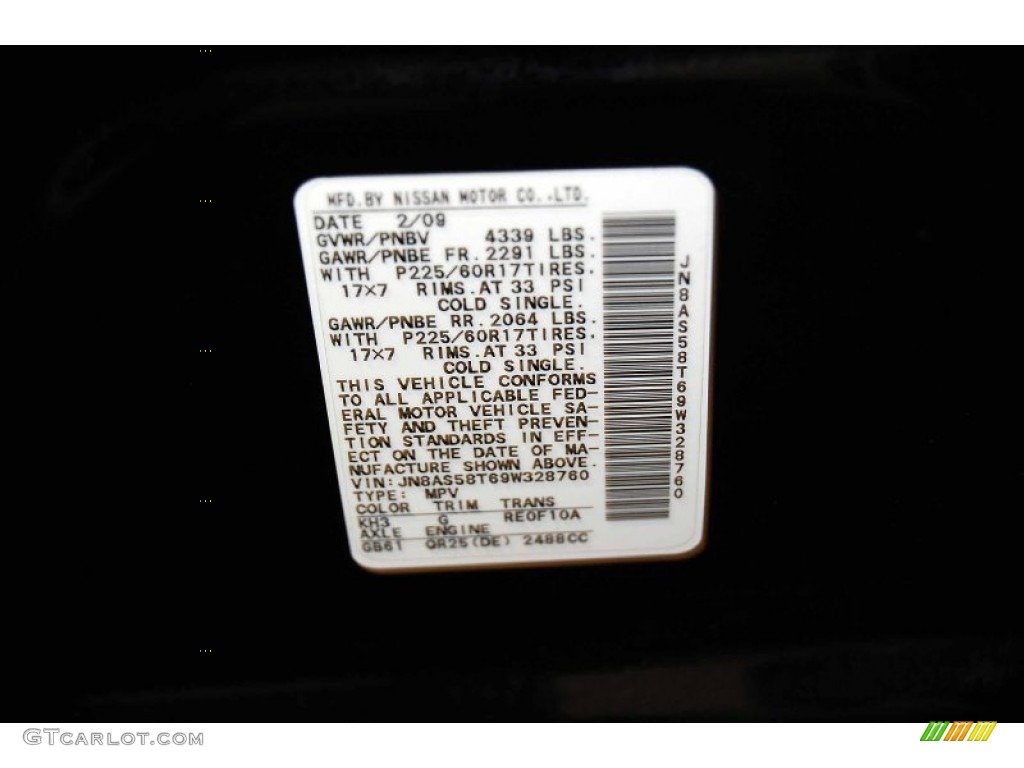 MFD.BY NISSAN MOTOR CO.,LTD.
DATE 2/09
GVWR/PNBV 4339 LBS.
GAWR/PNBE FR. 2291 LBS.
WITH P225/60R17TIRES.
17×7 RIMS.AT 33 PSI
COLD SINGLE.
GAWR/PNBE RR. 2064 LBS.
WITH P225/60R17TIRES.
17×7 RIMS.AT 33 PSI
COLD SINGLE.
THIS VEHICLE CONFORMS
TO ALL APPLICABLE FED-
ERAL MOTOR VEHICLE SA-
FETY AND THEFT PREVEN-
TION STANDARDS IN EFF-
ECT ON THE DATE OF MA-
NUFACTURE SHOWN ABOVE.
VIN: JN8AS58T69W328760
TYPE: MPV
COLOR TRIM TRANS
KH3 G RE0F10A
AXLE ENGINE
GB61 QR25(DE) 2488CC
JN8AS58T69W328760
GTCarLot.com